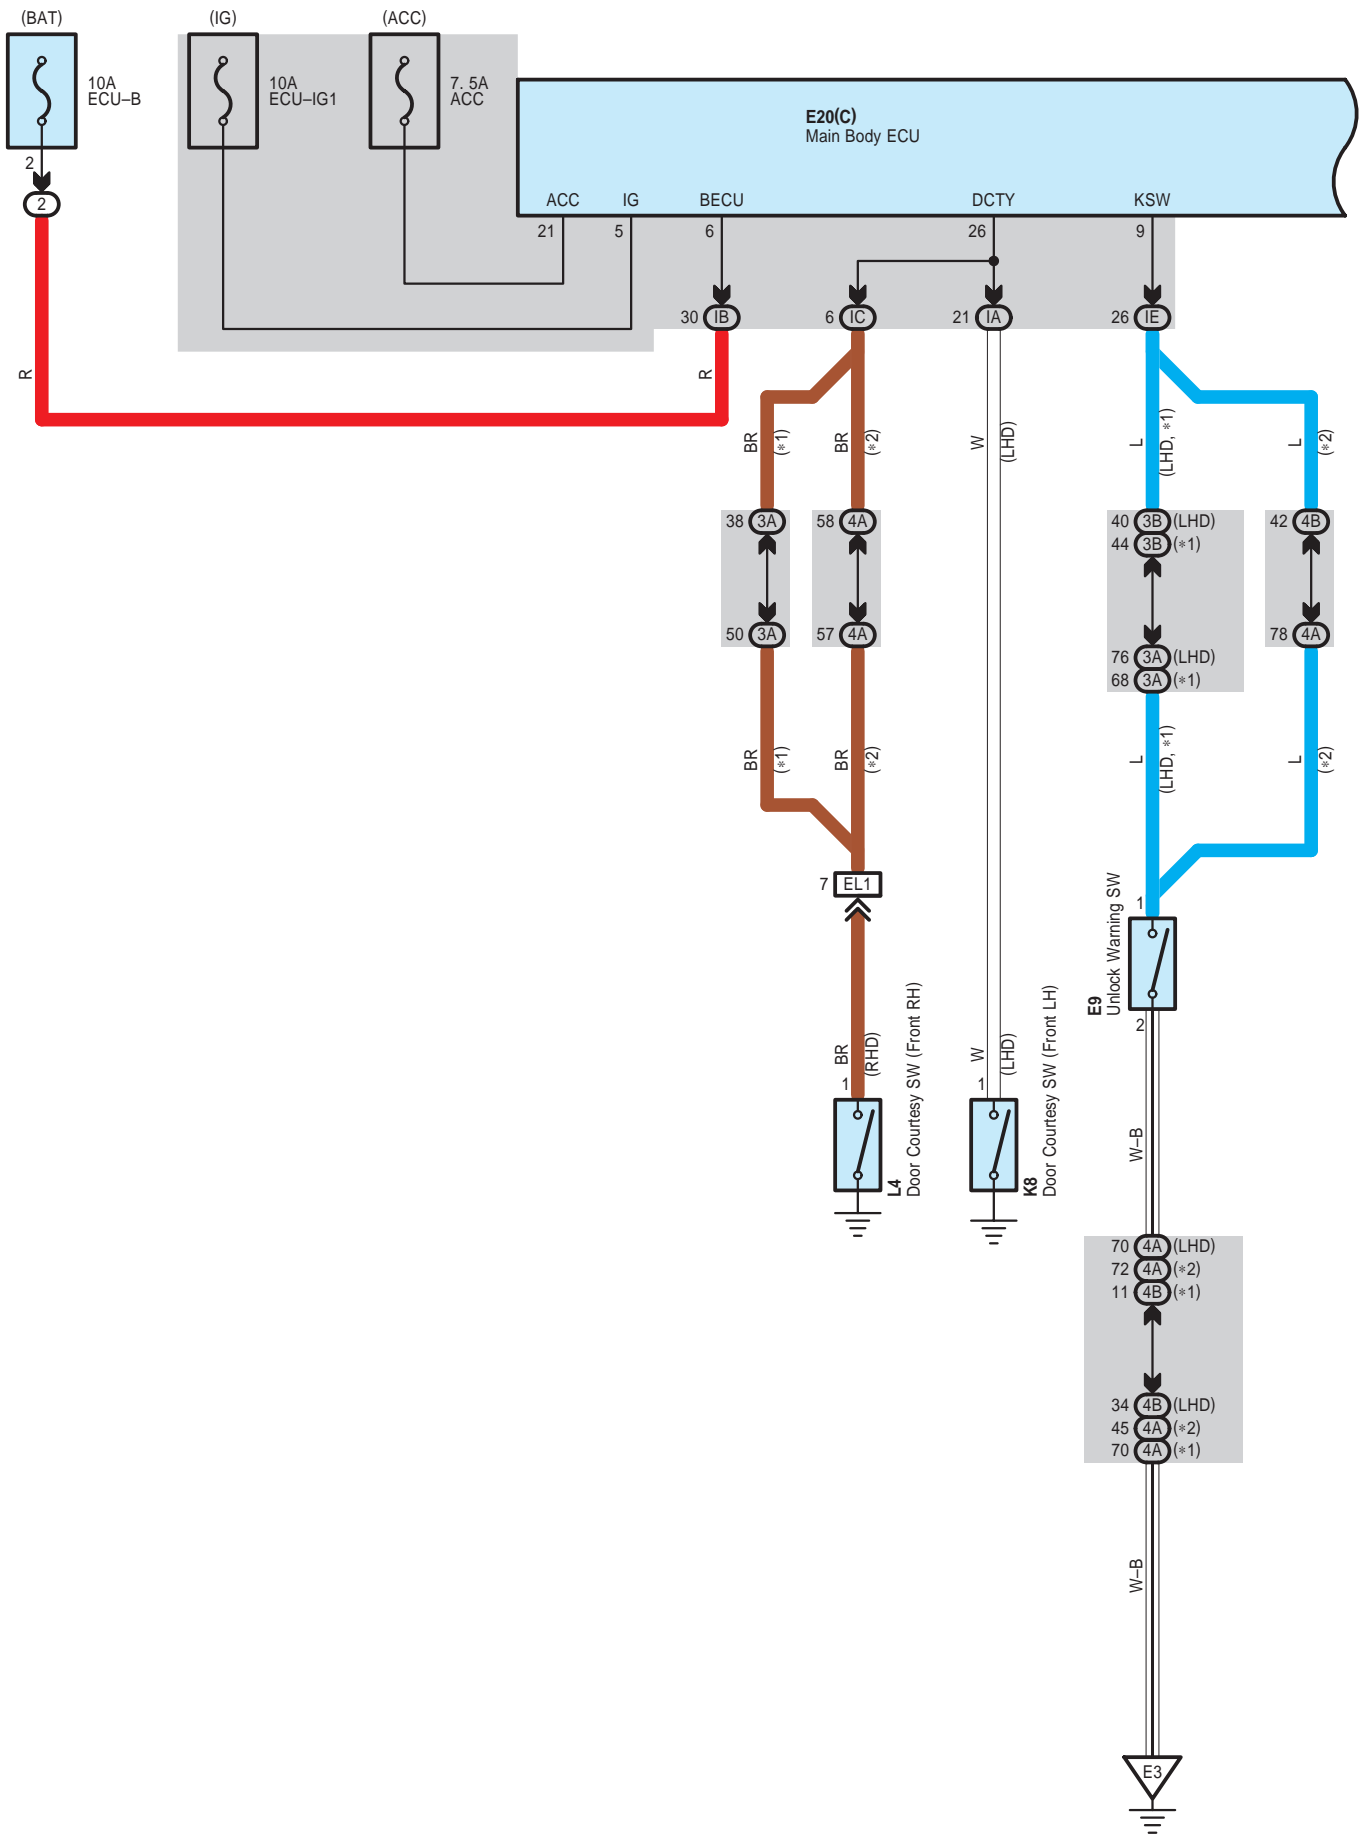 (BAT)
(IG)
(ACC)
10A
ECU–B
10A
ECU–IG1
7. 5A
ACC
E20(C)
Main Body ECU
ACC
IG
BECU
DCTY
KSW
2
21
5
6
26
9
2
30 IB
6 IC
21 IA
26 IE
R
R
BR
(∗1)
BR
(∗2)
W
(LHD)
L
(LHD, ∗1)
L
(∗2)
38 3A
58 4A
40 3B (LHD)
42 4B
44 3B (∗1)
50 3A
57 4A
78 4A
76 3A (LHD)
68 3A (∗1)
BR
(∗1)
BR
(∗2)
L
(LHD, ∗1)
L
(∗2)
7 EL1
1
E9
Unlock Warning SW
2
BR
(RHD)
1
L4
Door Courtesy SW (Front RH)
W
(LHD)
1
K8
Door Courtesy SW (Front LH)
W–B
70 4A (LHD)
72 4A (∗2)
11 4B (∗1)
34 4B (LHD)
45 4A (∗2)
70 4A (∗1)
W–B
E3